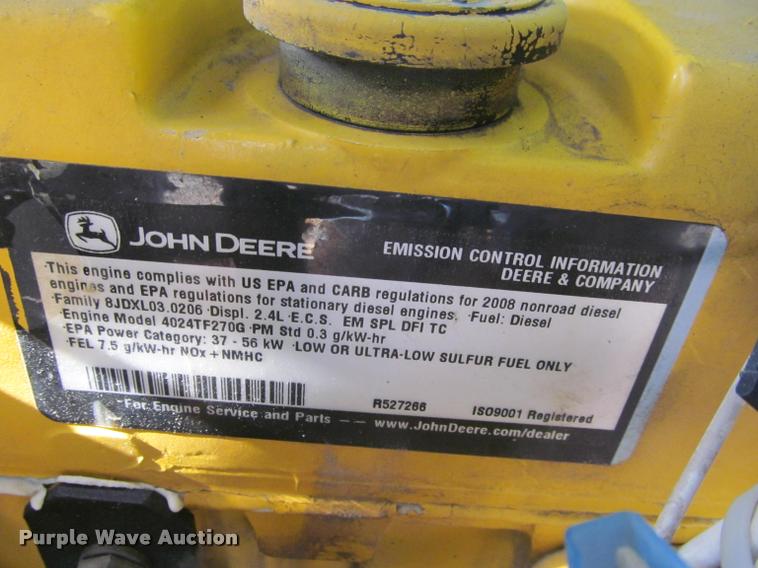 JOHN DEERE
EMISSION CONTROL INFORMATION
DEERE & COMPANY
·This engine complies with US EPA and CARB regulations for 2008 nonroad diesel
engines and EPA regulations for stationary diesel engines. ·Fuel: Diesel
·Family 8JDXL03.0206 ·Displ. 2.4L ·E.C.S. EM SPL DFI TC
·Engine Model 4024TF270G ·PM Std 0.3 g/kW-hr
·EPA Power Category: 37 - 56 kW ·LOW OR ULTRA-LOW SULFUR FUEL ONLY
·FEL 7.5 g/kW-hr NOx + NMHC
R527266 ISO9001 Registered
·For Engine Service and Parts -- www.JohnDeere.com/dealer
Purple Wave Auction